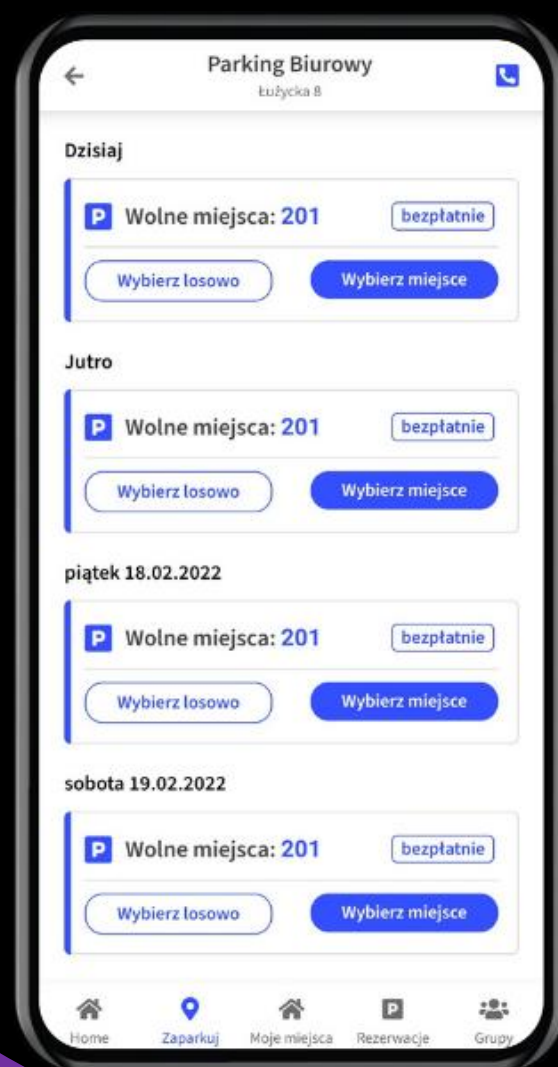 Parking Biurowy
Łużycka 8
Dzisiaj
P Wolne miejsca: 201 bezpłatnie
Wybierz losowo Wybierz miejsce
Jutro
P Wolne miejsca: 201 bezpłatnie
Wybierz losowo Wybierz miejsce
piątek 18.02.2022
P Wolne miejsca: 201 bezpłatnie
Wybierz losowo Wybierz miejsce
sobota 19.02.2022
P Wolne miejsca: 201 bezpłatnie
Wybierz losowo Wybierz miejsce
P
Home Zaparkuj Moje miejsca Rezerwacje Grupy